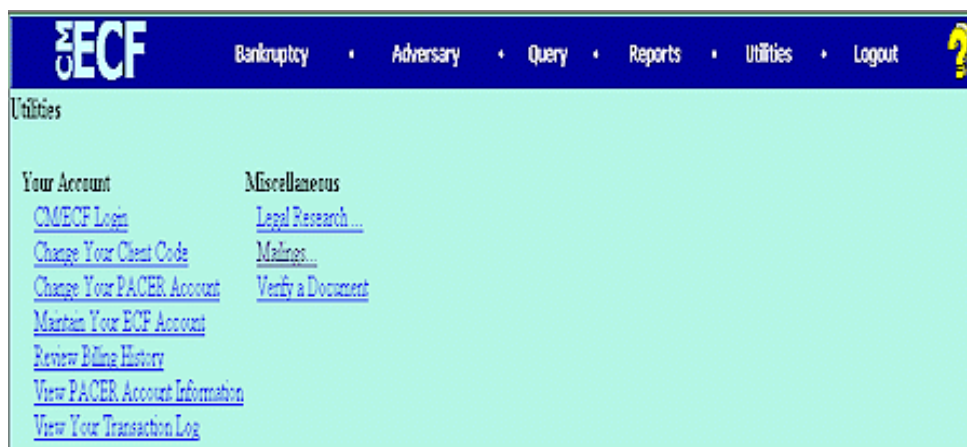 CM ECF Bankruptcy • Adversary • Query • Reports • Utilities • Logout ?
Utilities
Your Account
CM/ECF Login
Change Your Client Code
Change Your PACER Account
Maintain Your ECF Account
Review Billing History
View PACER Account Information
View Your Transaction Log
Miscellaneous
Legal Research ...
Mailings...
Verify a Document